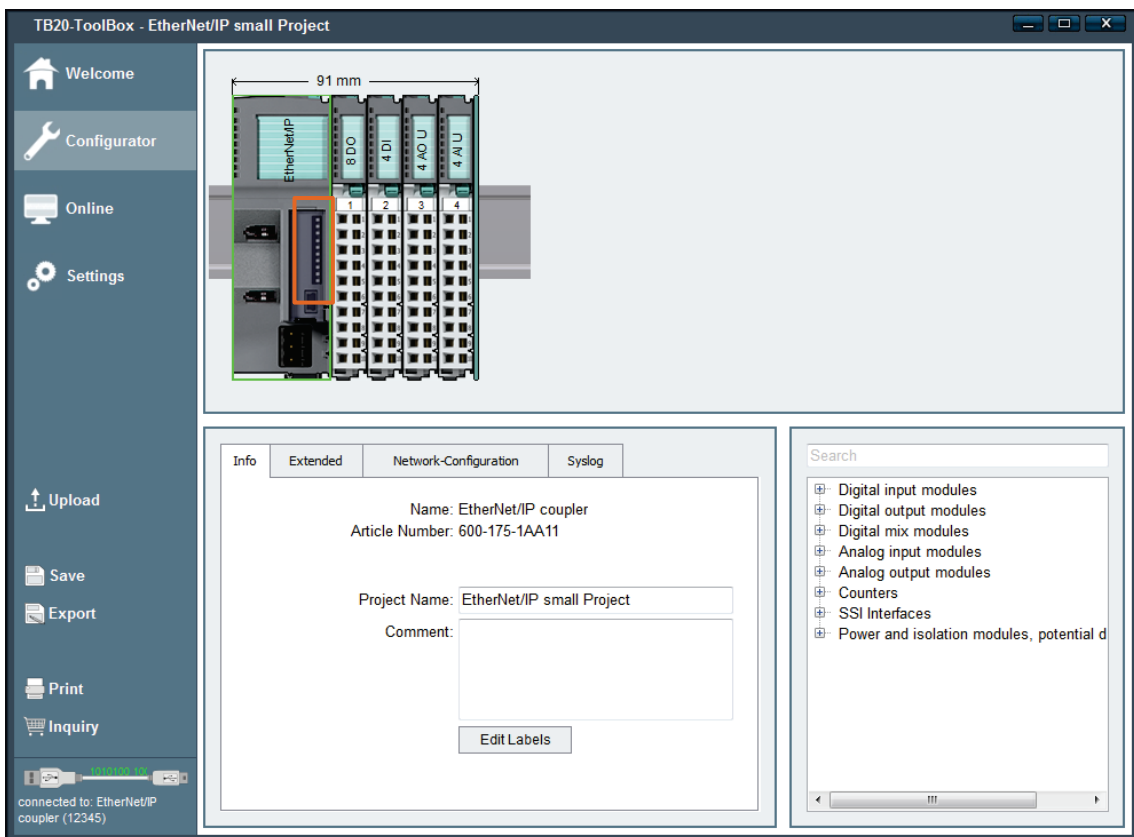 TB20-ToolBox - EtherNet/IP small Project
Welcome
Configurator
Online
Settings
Upload
Save
Export
Print
Inquiry
1010100 10(
connected to: EtherNet/IP
coupler (12345)
91 mm
EtherNet/IP
8 DO
4 DI
4 AO U
4 AI U
1 2 3 4
Info Extended Network-Configuration Syslog
Name: EtherNet/IP coupler
Article Number: 600-175-1AA11
Project Name: EtherNet/IP small Project
Comment:
Edit Labels
Search
Digital input modules
Digital output modules
Digital mix modules
Analog input modules
Analog output modules
Counters
SSI Interfaces
Power and isolation modules, potential d